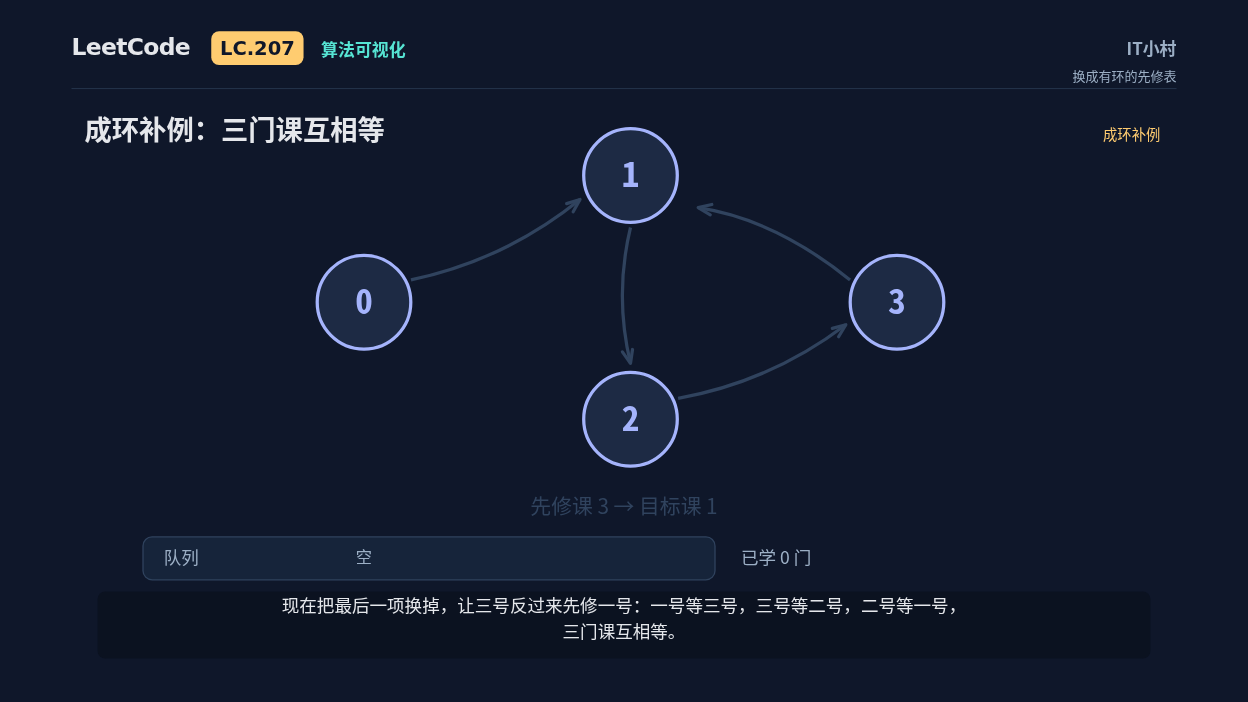 LeetCode LC.207 算法可视化
IT小村
换成有环的先修表
成环补例：三门课互相等
成环补例
1
0
3
2
先修课 3 → 目标课 1
队列 空 已学 0 门
现在把最后一项换掉，让三号反过来先修一号：一号等三号，三号等二号，二号等一号，
三门课互相等。